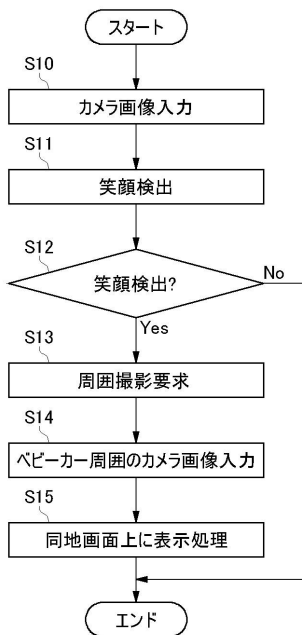 スタート
S10
カメラ画像入力
S11
笑顔検出
S12
笑顔検出?
No
Yes
S13
周囲撮影要求
S14
ベビーカー周囲のカメラ画像入力
S15
同地画面上に表示処理
エンド